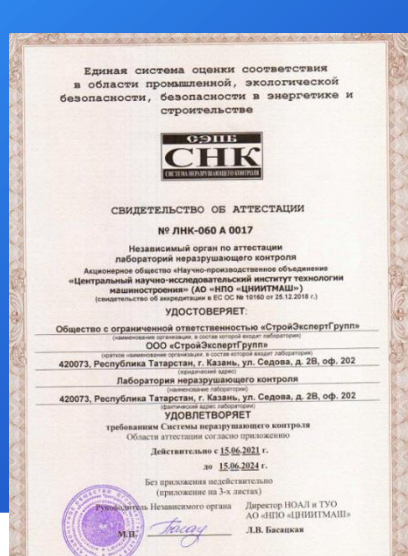 Единая система оценки соответствия
в области промышленной, экологической
безопасности, безопасности в энергетике и
строительстве
СЭПБ
СНК
СИСТЕМА НЕРАЗРУШАЮЩЕГО КОНТРОЛЯ
СВИДЕТЕЛЬСТВО ОБ АТТЕСТАЦИИ
№ ЛНК-060 А 0017
Независимый орган по аттестации
лабораторий неразрушающего контроля
Акционерное общество «Научно-производственное объединение
«Центральный научно-исследовательский институт технологии
машиностроения» (АО «НПО «ЦНИИТМАШ»)
(свидетельство об аккредитации в ЕС ОС № 10160 от 25.12.2018 г.)
УДОСТОВЕРЯЕТ:
Общество с ограниченной ответственностью «СтройЭкспертГрупп»
(наименование организации, в состав которой входит лаборатория)
ООО «СтройЭкспертГрупп»
(краткое наименование организации, в состав которой входит лаборатория)
420073, Республика Татарстан, г. Казань, ул. Седова, д. 2В, оф. 202
(юридический адрес)
Лаборатория неразрушающего контроля
(наименование лаборатории)
420073, Республика Татарстан, г. Казань, ул. Седова, д. 2В, оф. 202
(фактический адрес лаборатории)
УДОВЛЕТВОРЯЕТ
требованиям Системы неразрушающего контроля
Области аттестации согласно приложению
Действительно с 15.06.2021 г.
до 15.06.2024 г.
Без приложения недействительно
(приложение на 3-х листах)
Руководитель Независимого органа Директор НОАЛ и ТУО
АО «НПО «ЦНИИТМАШ»
М.П. Л.В. Басацкая